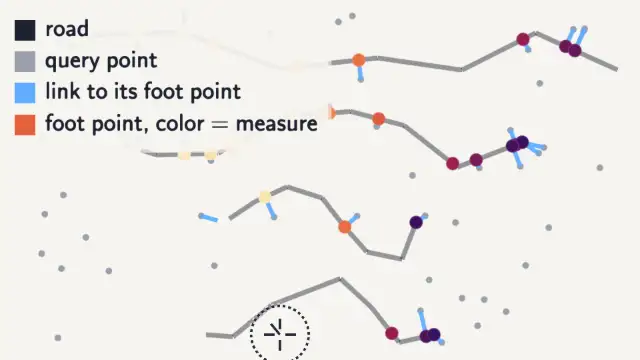 road
query point
link to its foot point
foot point, color = measure